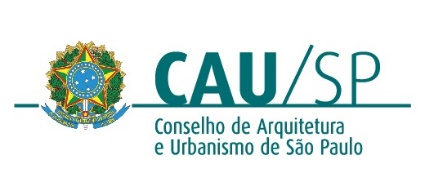 CAU/SP
Conselho de Arquitetura
e Urbanismo de São Paulo